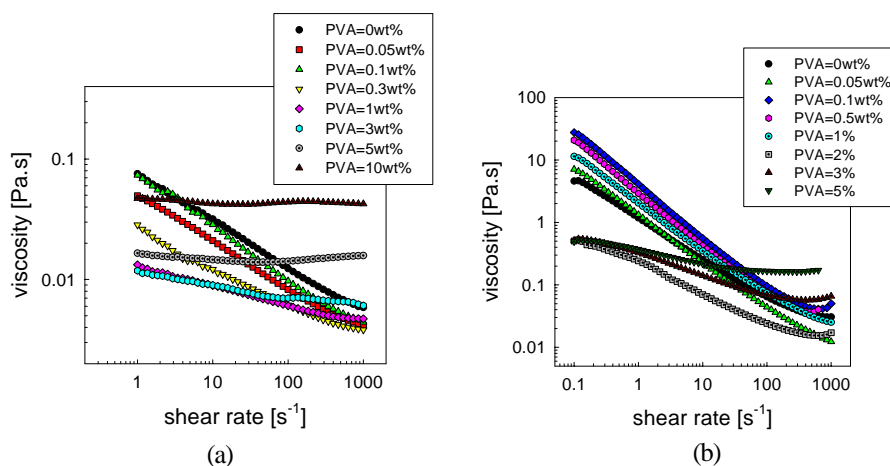 PVA=0wt%
PVA=0.05wt%
PVA=0.1wt%
PVA=0.3wt%
PVA=1wt%
PVA=3wt%
PVA=5wt%
PVA=10wt%
0.1
0.01
viscosity [Pa.s]
1 10 100 1000
shear rate [s-1]
(a)
PVA=0wt%
PVA=0.05wt%
PVA=0.1wt%
PVA=0.5wt%
PVA=1%
PVA=2%
PVA=3%
PVA=5%
100
10
1
0.1
0.01
viscosity [Pa.s]
0.1 1 10 100 1000
shear rate [s-1]
(b)